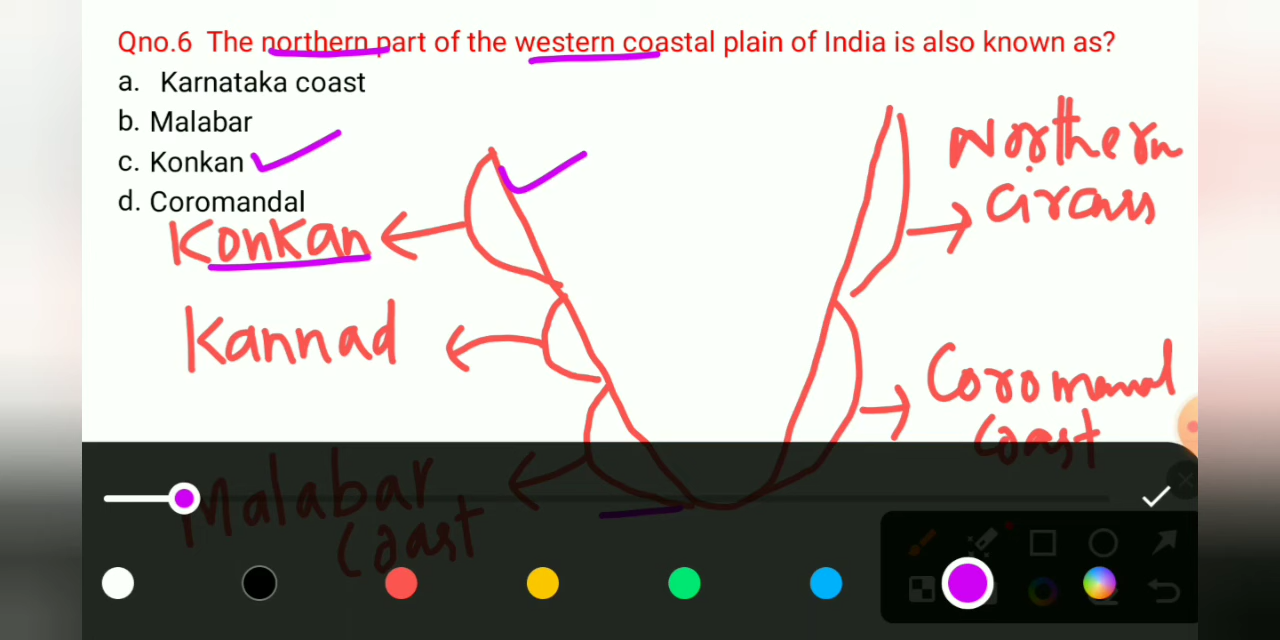 Qno.6 The northern part of the western coastal plain of India is also known as?
a. Karnataka coast
b. Malabar
c. Konkan
d. Coromandal
Konkan
Kannad
Malabar
Coast
Northern
Coromandal
Coast